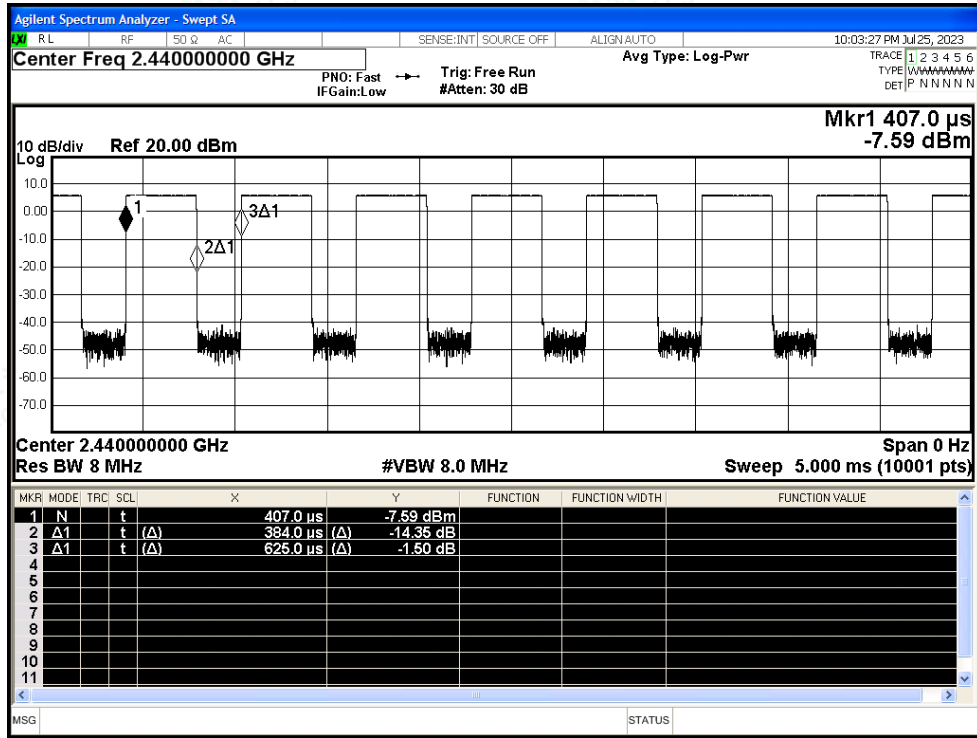 Agilent Spectrum Analyzer - Swept SA
LXI RL RF 50 Ω AC SENSE:INT SOURCE OFF ALIGN AUTO 10:03:27 PM Jul 25, 2023
Center Freq 2.440000000 GHz Avg Type: Log-Pwr TRACE 1 2 3 4 5 6
PNO: Fast Trig: Free Run TYPE WWWWWW
IFGain:Low #Atten: 30 dB DET P N N N N N
Mkr1 407.0 µs
10 dB/div Ref 20.00 dBm -7.59 dBm
Log
10.0
0.00
-10.0
-20.0
-30.0
-40.0
-50.0
-60.0
-70.0
1
2Δ1
3Δ1
Center 2.440000000 GHz Span 0 Hz
Res BW 8 MHz #VBW 8.0 MHz Sweep 5.000 ms (10001 pts)
MKR MODE TRC SCL X Y FUNCTION FUNCTION WIDTH FUNCTION VALUE
1 N t 407.0 µs -7.59 dBm
2 Δ1 t (Δ) 384.0 µs (Δ) -14.35 dB
3 Δ1 t (Δ) 625.0 µs (Δ) -1.50 dB
4
5
6
7
8
9
10
11
MSG STATUS